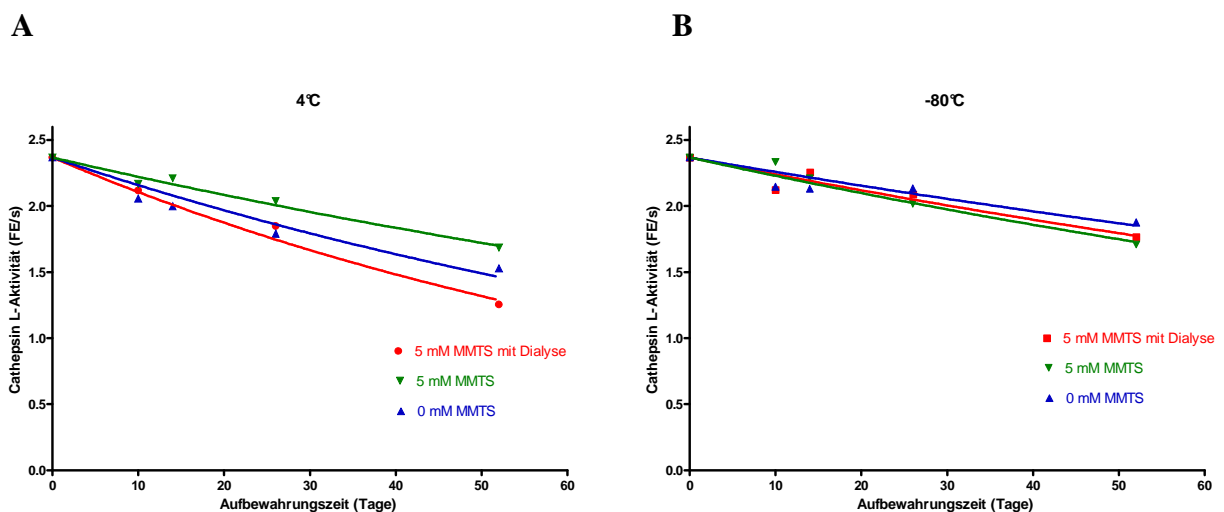 A
4°C
Cathepsin L-Aktivität (FE/s)
2.5
2.0
1.5
1.0
0.5
0.0
0 10 20 30 40 50 60
Aufbewahrungszeit (Tage)
5 mM MMTS mit Dialyse
5 mM MMTS
0 mM MMTS
B
-80°C
Cathepsin L-Aktivität (FE/s)
2.5
2.0
1.5
1.0
0.5
0.0
0 10 20 30 40 50 60
Aufbewahrungszeit (Tage)
5 mM MMTS mit Dialyse
5 mM MMTS
0 mM MMTS